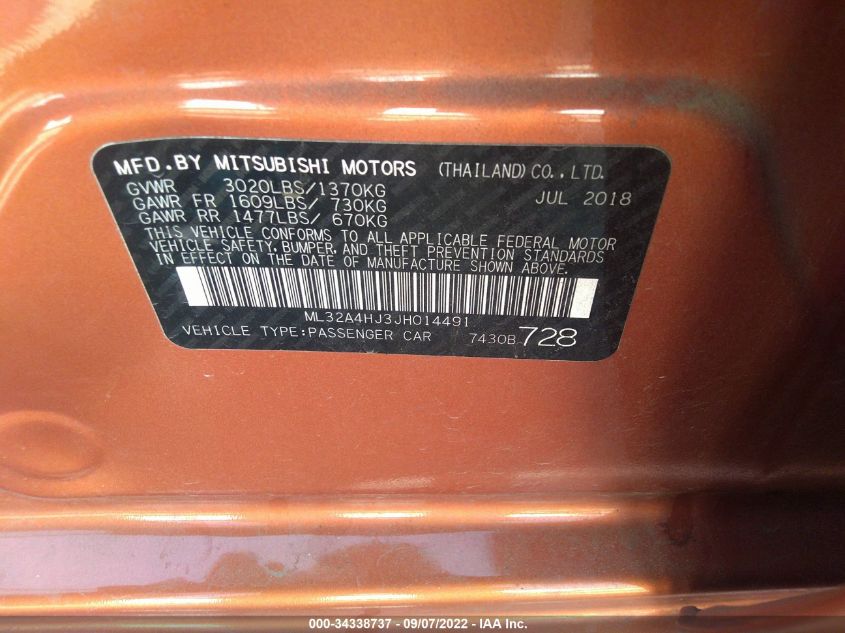 MFD.BY MITSUBISHI MOTORS (THAILAND) CO., LTD.
GVWR 3020LBS/1370KG JUL 2018
GAWR FR 1609LBS/ 730KG
GAWR RR 1477LBS/ 670KG
THIS VEHICLE CONFORMS TO ALL APPLICABLE FEDERAL MOTOR
VEHICLE SAFETY, BUMPER, AND THEFT PREVENTION STANDARDS
IN EFFECT ON THE DATE OF MANUFACTURE SHOWN ABOVE.
ML32A4HJ3JH014491
VEHICLE TYPE:PASSENGER CAR 7430B 728
000-34338737 - 09/07/2022 - IAA Inc.